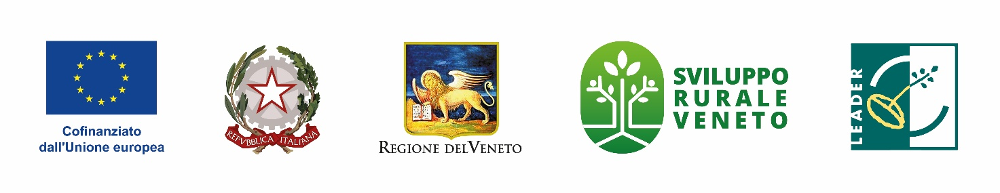 Cofinanziato
dall'Unione europea
REPVBBLICA ITALIANA
REGIONE DEL VENETO
SVILUPPO
RURALE
VENETO
LEADER